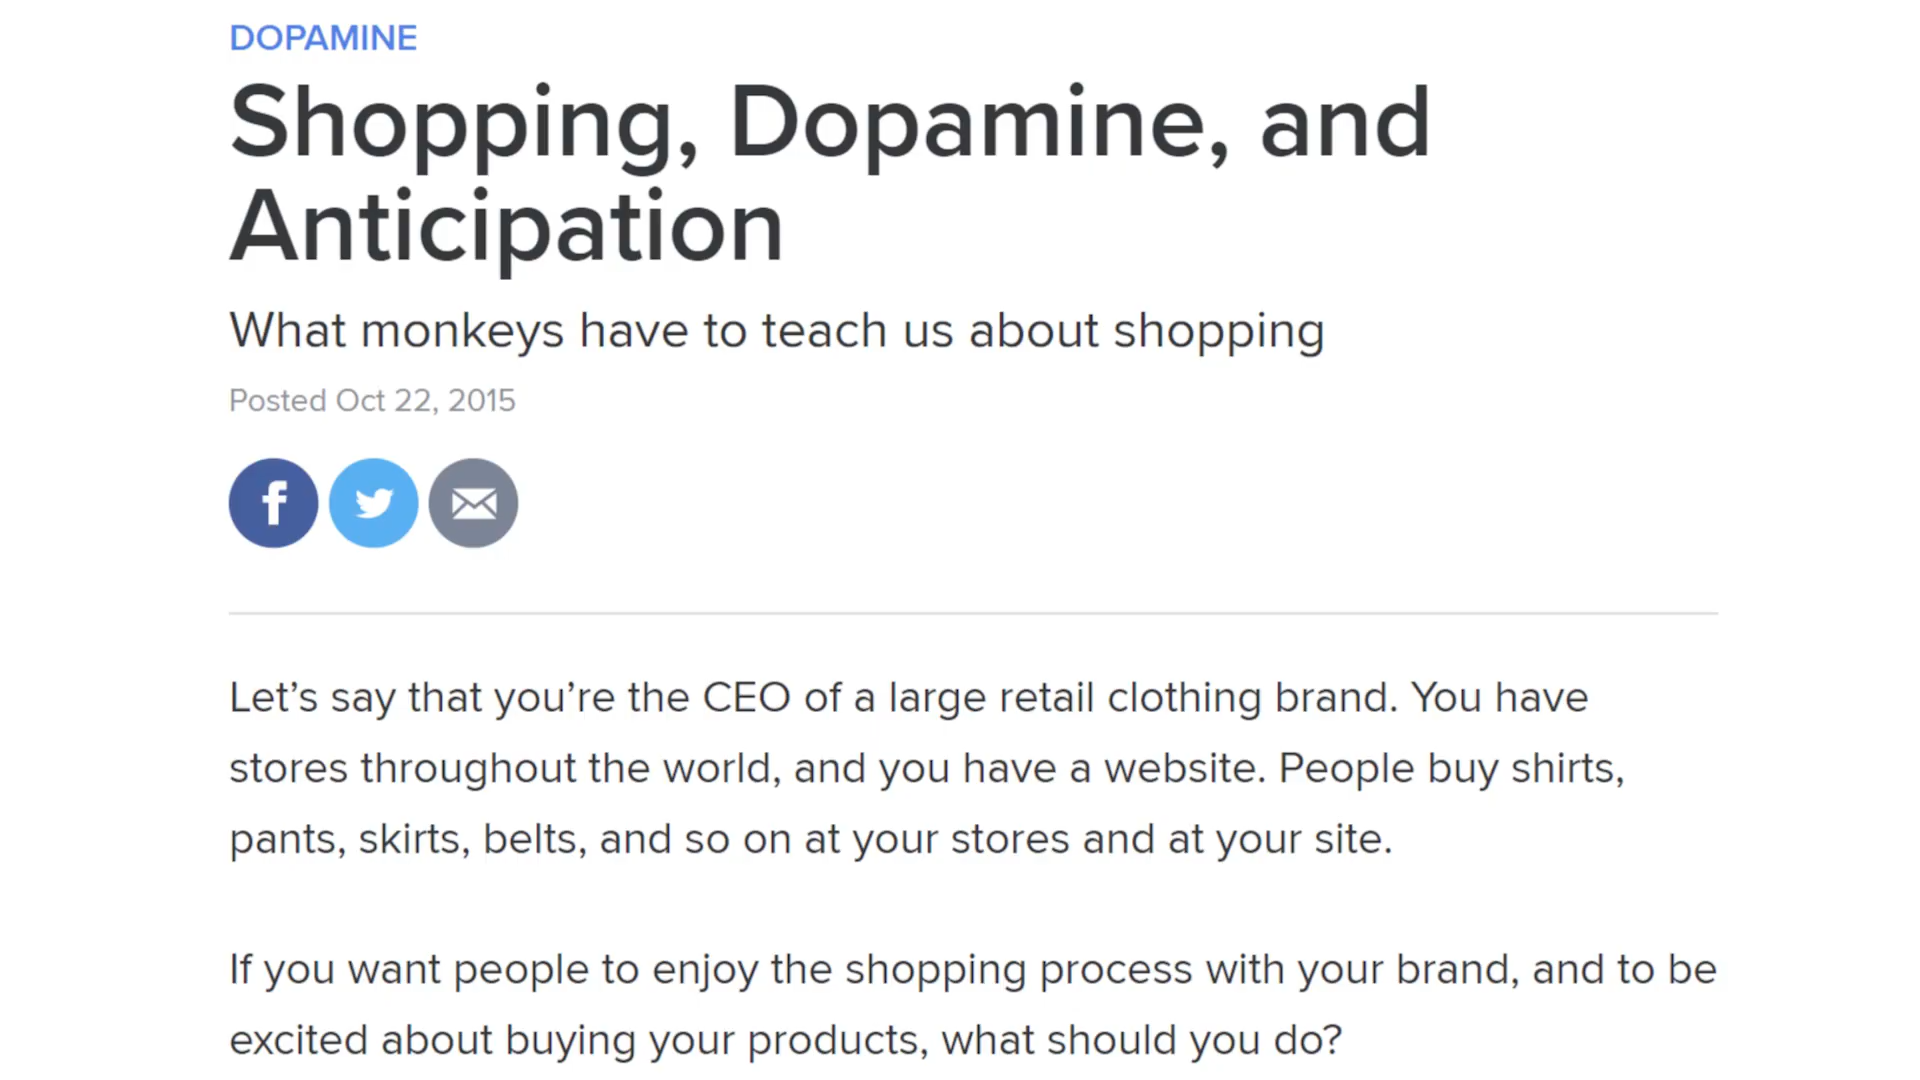 DOPAMINE
Shopping, Dopamine, and
Anticipation
What monkeys have to teach us about shopping
Posted Oct 22, 2015
Let’s say that you’re the CEO of a large retail clothing brand. You have
stores throughout the world, and you have a website. People buy shirts,
pants, skirts, belts, and so on at your stores and at your site.
If you want people to enjoy the shopping process with your brand, and to be
excited about buying your products, what should you do?